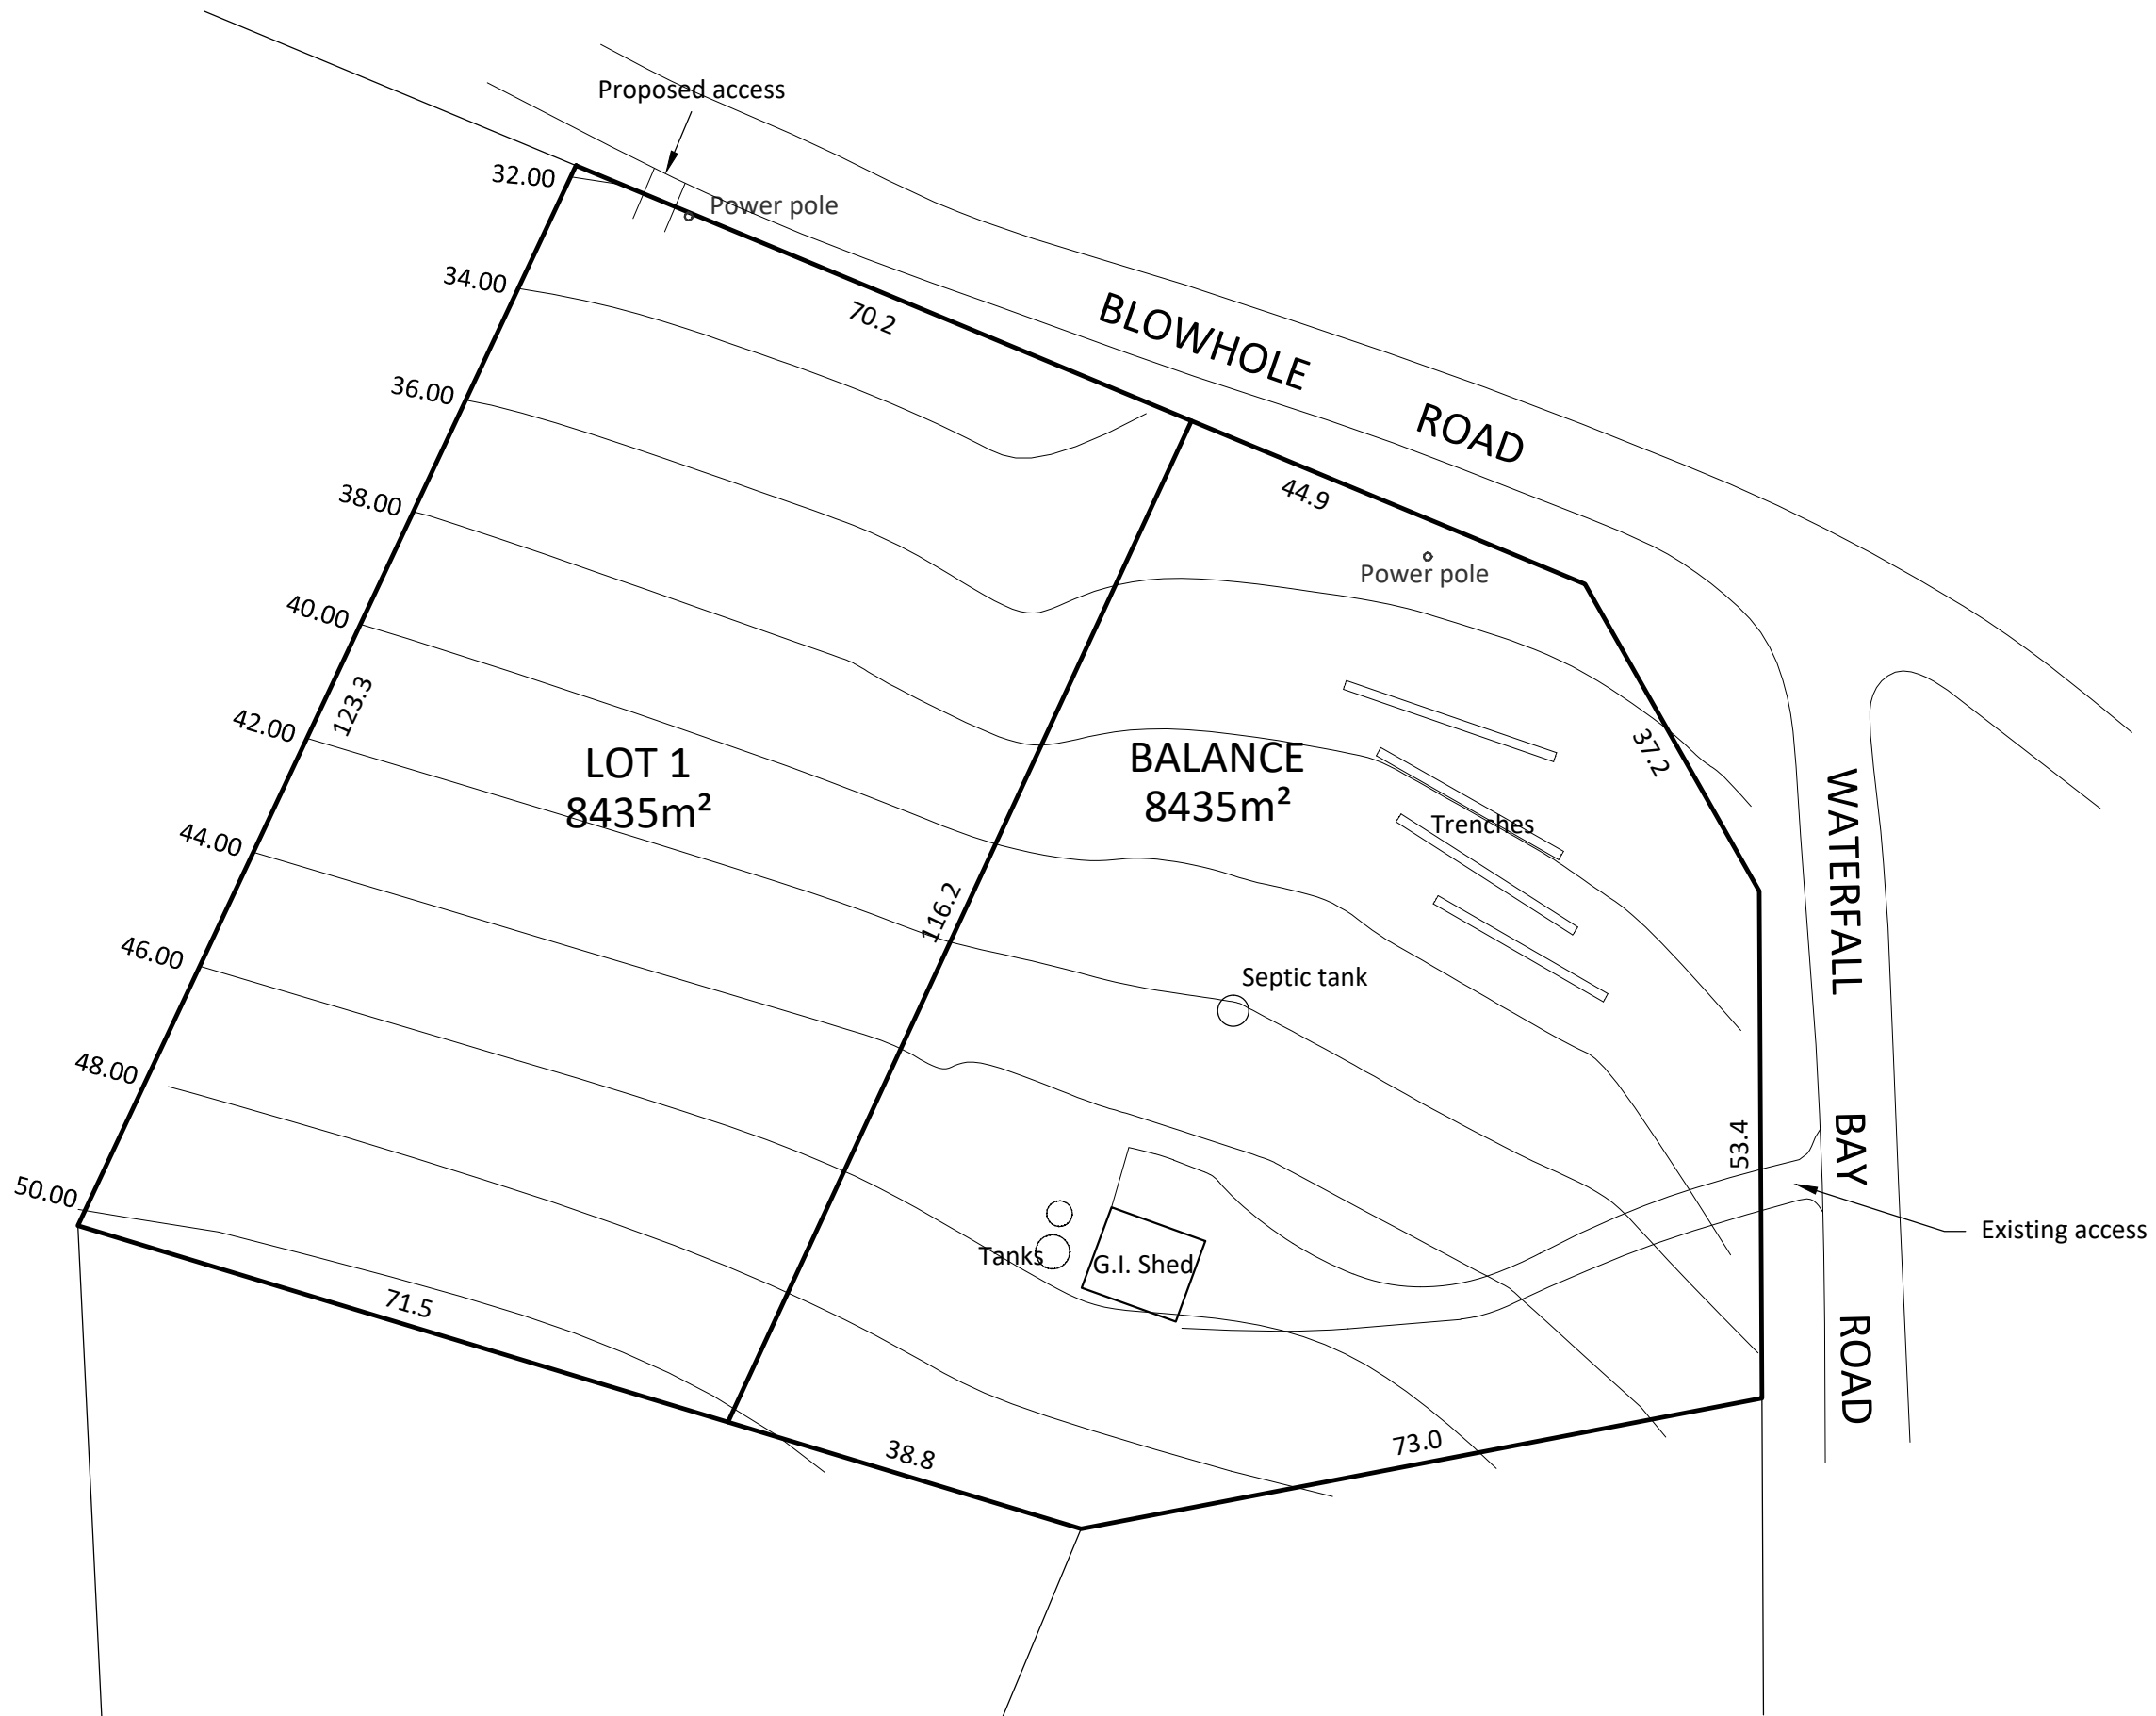 Proposed access
32.00
Power pole
34.00
70.2
BLOWHOLE ROAD
36.00
38.00
44.9
Power pole
40.00
123.3
42.00
37.2
LOT 1
8435m²
BALANCE
8435m²
Trenches
WATERFALL BAY ROAD
44.00
116.2
46.00
Septic tank
48.00
53.4
50.00
Existing access
Tanks
G.I. Shed
71.5
38.8
73.0